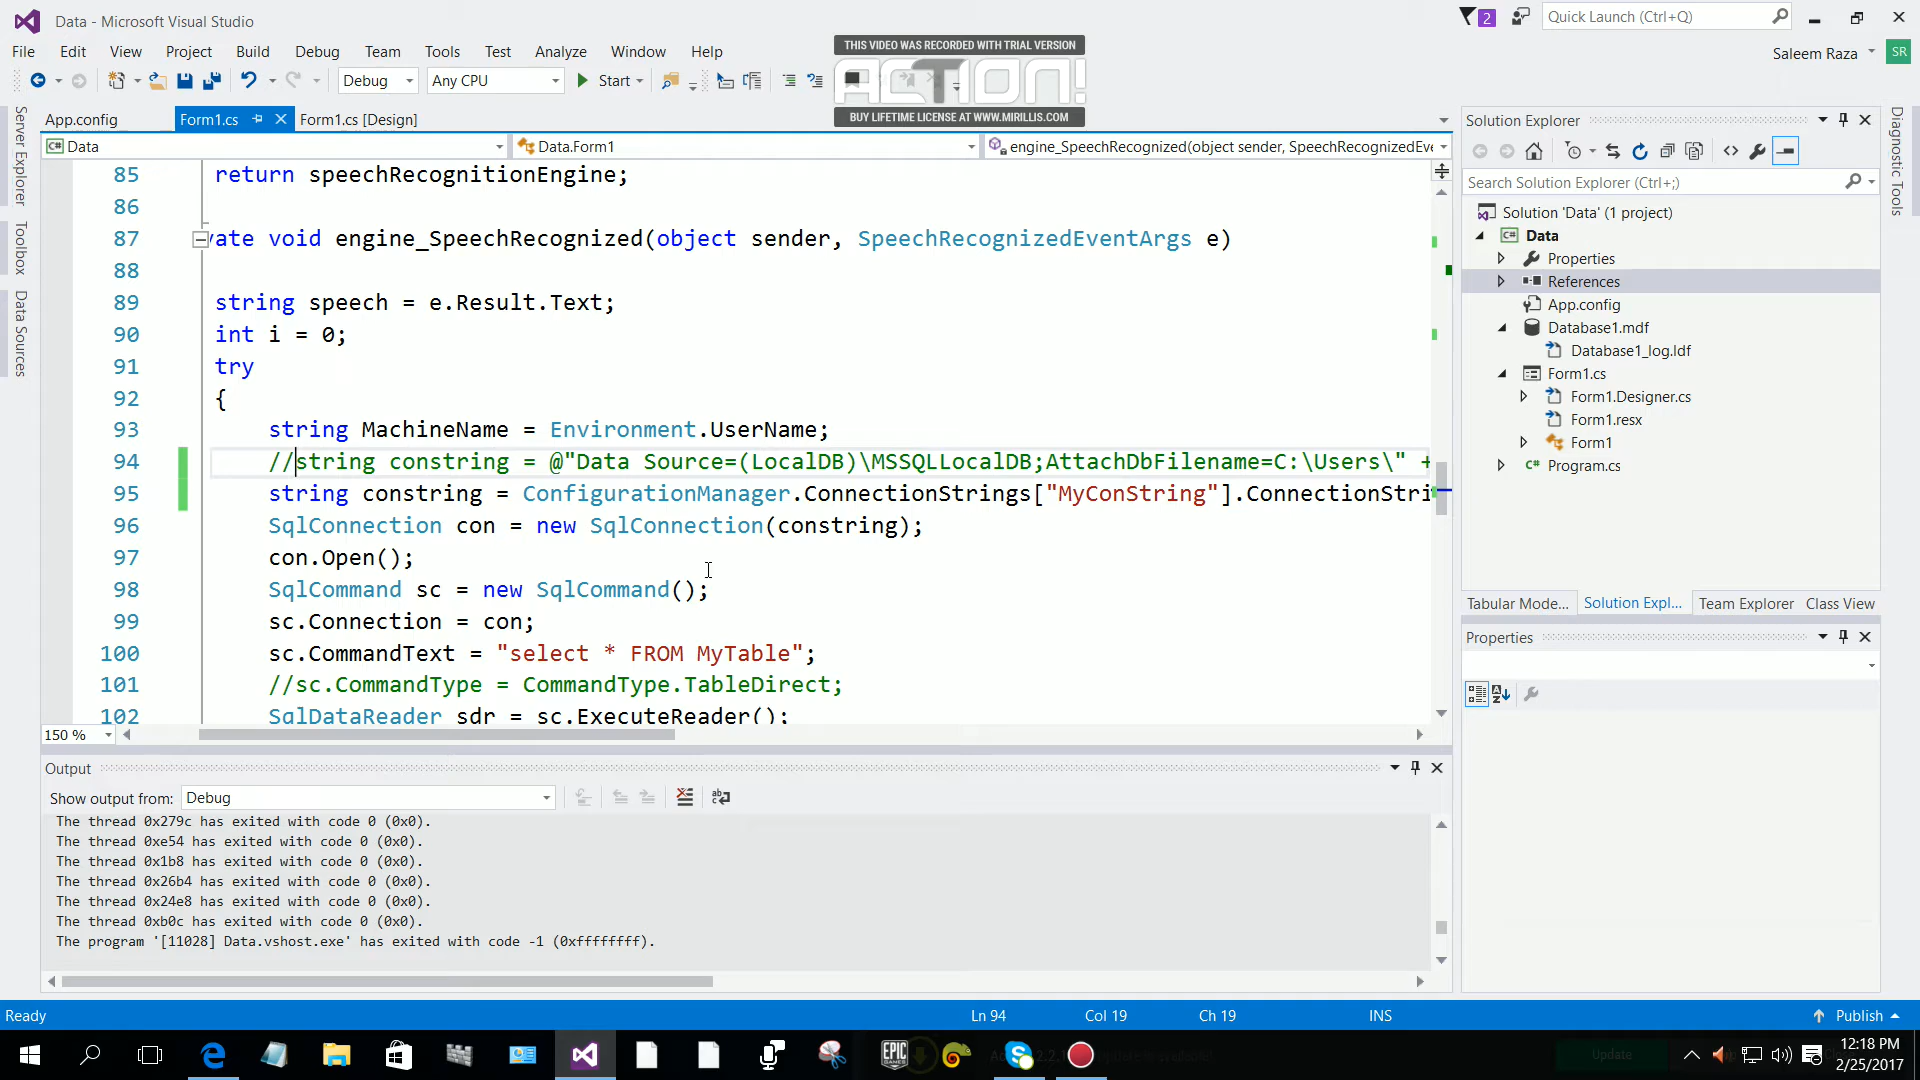 Data - Microsoft Visual Studio
2
Quick Launch (Ctrl+Q)
File Edit View Project Build Debug Team Tools Test Analyze Window Help
THIS VIDEO WAS RECORDED WITH TRIAL VERSION
ACTION!
BUY LIFETIME LICENSE AT WWW.MIRILLIS.COM
Saleem Raza
SR
Debug Any CPU Start
App.config Form1.cs Form1.cs [Design]
Data Data.Form1 engine_SpeechRecognized(object sender, SpeechRecognizedEve
Server Explorer
Toolbox
Data Sources
85 return speechRecognitionEngine;
86
87 vate void engine_SpeechRecognized(object sender, SpeechRecognizedEventArgs e)
88
89 string speech = e.Result.Text;
90 int i = 0;
91 try
92 {
93 string MachineName = Environment.UserName;
94 //string constring = @"Data Source=(LocalDB)\MSSQLLocalDB;AttachDbFilename=C:\Users\" +
95 string constring = ConfigurationManager.ConnectionStrings["MyConString"].ConnectionStri
96 SqlConnection con = new SqlConnection(constring);
97 con.Open();
98 SqlCommand sc = new SqlCommand();
99 sc.Connection = con;
100 sc.CommandText = "select * FROM MyTable";
101 //sc.CommandType = CommandType.TableDirect;
102 SqlDataReader sdr = sc.ExecuteReader();
150 %
Output
Show output from: Debug
The thread 0x279c has exited with code 0 (0x0).
The thread 0xe54 has exited with code 0 (0x0).
The thread 0x1b8 has exited with code 0 (0x0).
The thread 0x26b4 has exited with code 0 (0x0).
The thread 0x24e8 has exited with code 0 (0x0).
The thread 0xb0c has exited with code 0 (0x0).
The program '[11028] Data.vshost.exe' has exited with code -1 (0xffffffff).
Solution Explorer
Search Solution Explorer (Ctrl+;)
Solution 'Data' (1 project)
Data
Properties
References
App.config
Database1.mdf
Database1_log.ldf
Form1.cs
Form1.Designer.cs
Form1.resx
Form1
Program.cs
Tabular Mode... Solution Expl... Team Explorer Class View
Properties
Diagnostic Tools
Ready Ln 94 Col 19 Ch 19 INS Publish
EPIC GAMES
Update
12:18 PM
2/25/2017